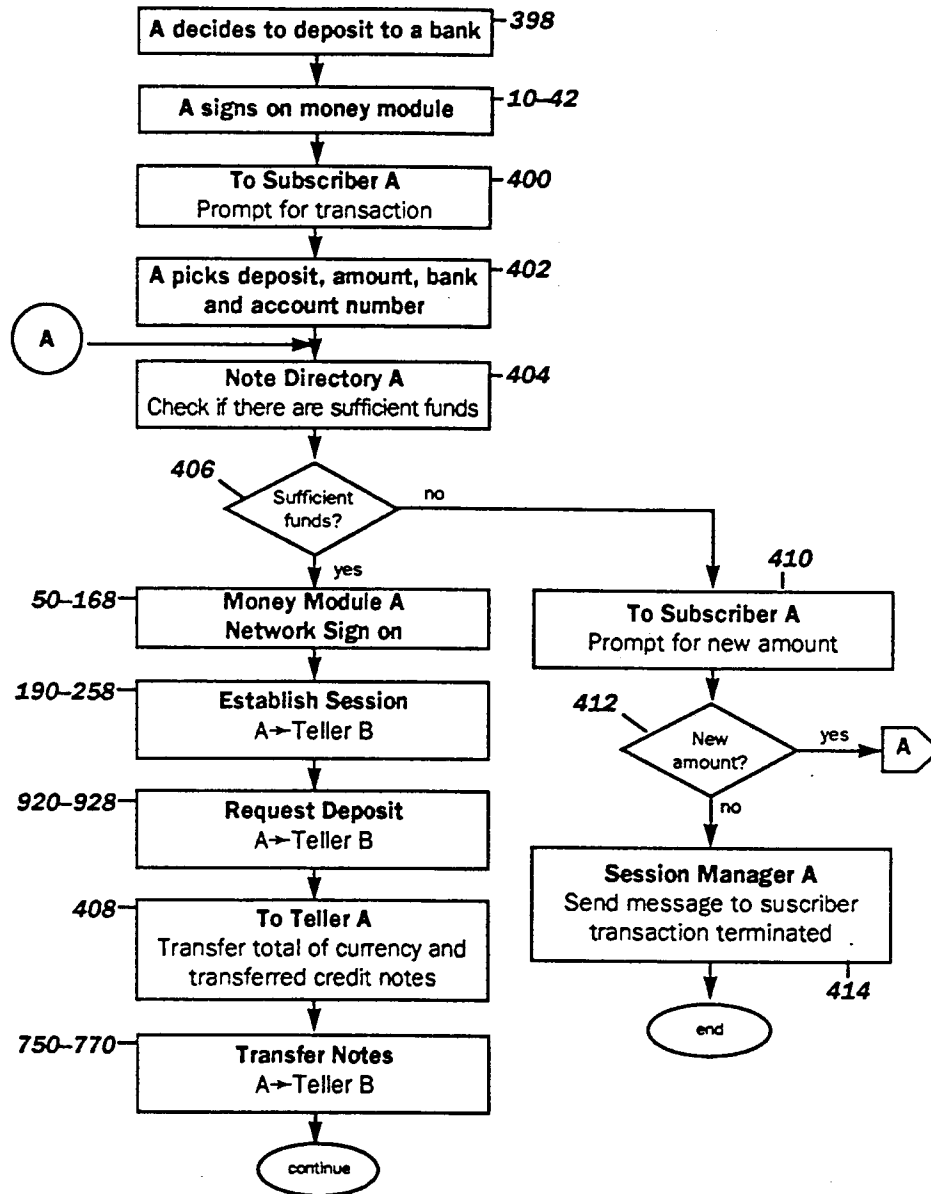 A decides to deposit to a bank
398
A signs on money module
10–42
To Subscriber A
Prompt for transaction
400
A picks deposit, amount, bank
and account number
402
A
Note Directory A
Check if there are sufficient funds
404
406
Sufficient
funds?
no
yes
50–168
Money Module A
Network Sign on
190–258
Establish Session
A→Teller B
920–928
Request Deposit
A→Teller B
408
To Teller A
Transfer total of currency and
transferred credit notes
750–770
Transfer Notes
A→Teller B
continue
410
To Subscriber A
Prompt for new amount
412
New
amount?
yes
A
no
Session Manager A
Send message to suscriber
transaction terminated
414
end